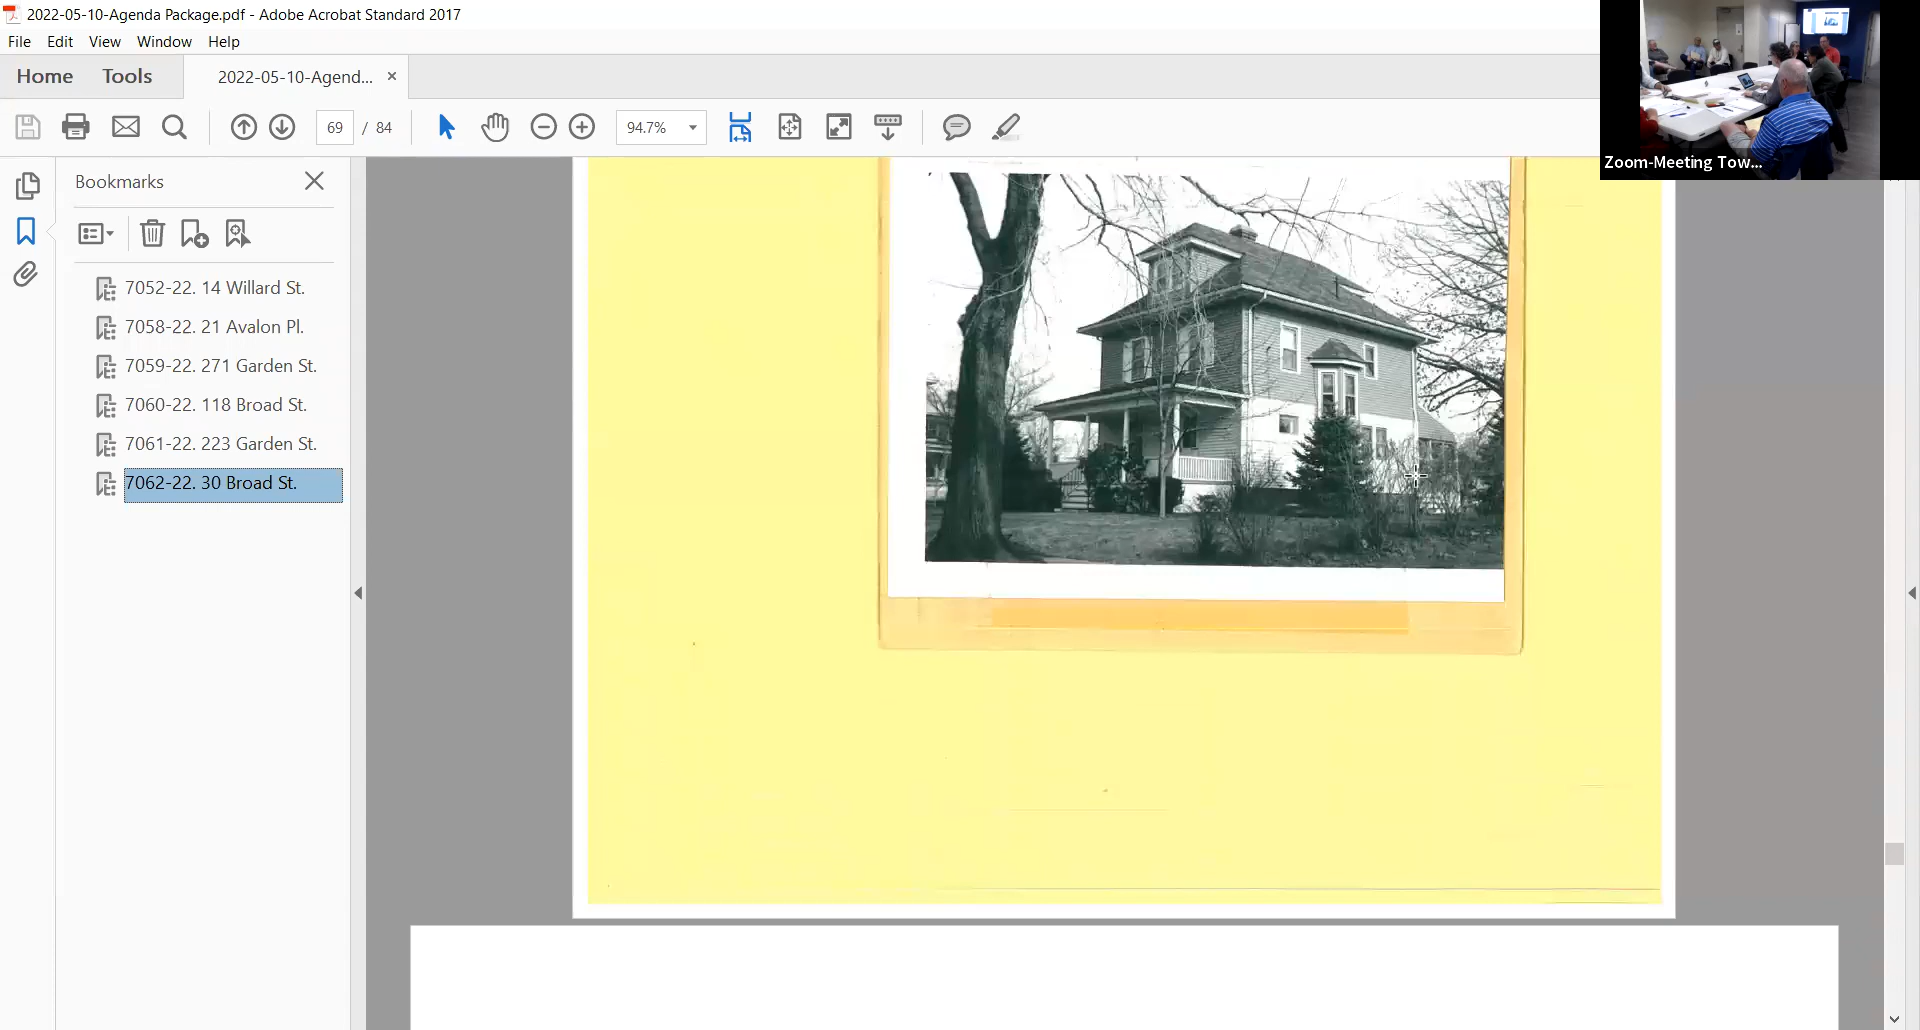 2022-05-10-Agenda Package.pdf - Adobe Acrobat Standard 2017
File Edit View Window Help
Home Tools 2022-05-10-Agend... ×
69 / 84 94.7%
Zoom-Meeting Tow...
Bookmarks
7052-22. 14 Willard St.
7058-22. 21 Avalon Pl.
7059-22. 271 Garden St.
7060-22. 118 Broad St.
7061-22. 223 Garden St.
7062-22. 30 Broad St.